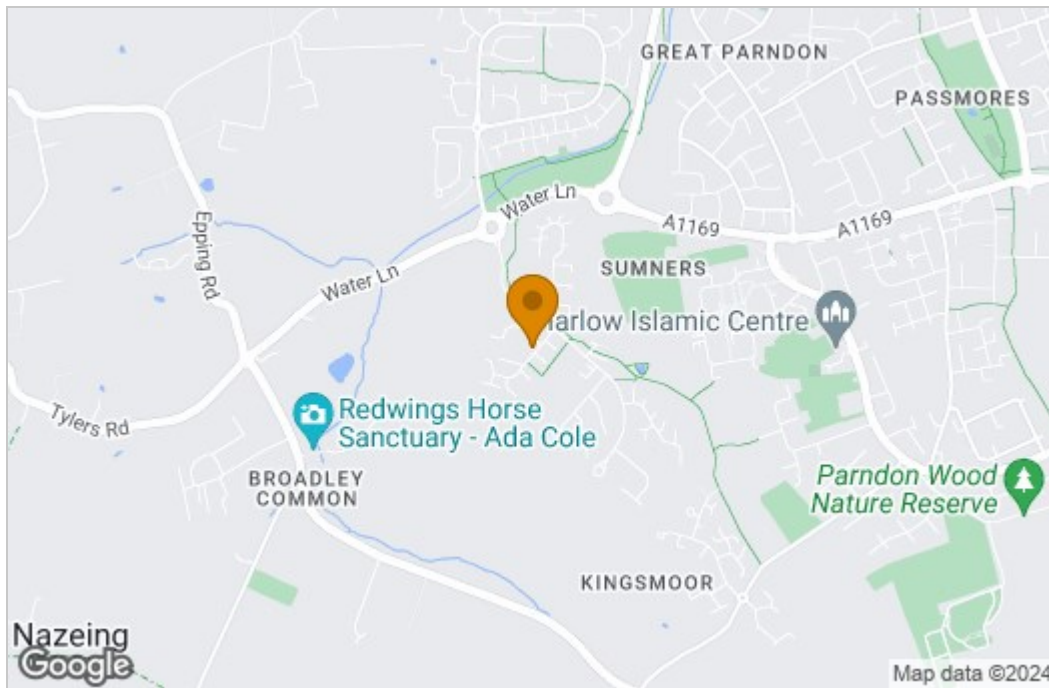 GREAT PARNDON
PASSMORES
Water Ln
A1169
A1169
Epping Rd
SUMNERS
Water Ln
Harlow Islamic Centre
Tylers Rd
Redwings Horse
Sanctuary - Ada Cole
BROADLEY
COMMON
Parndon Wood
Nature Reserve
KINGSMOOR
Nazeing
Google
Map data ©2024